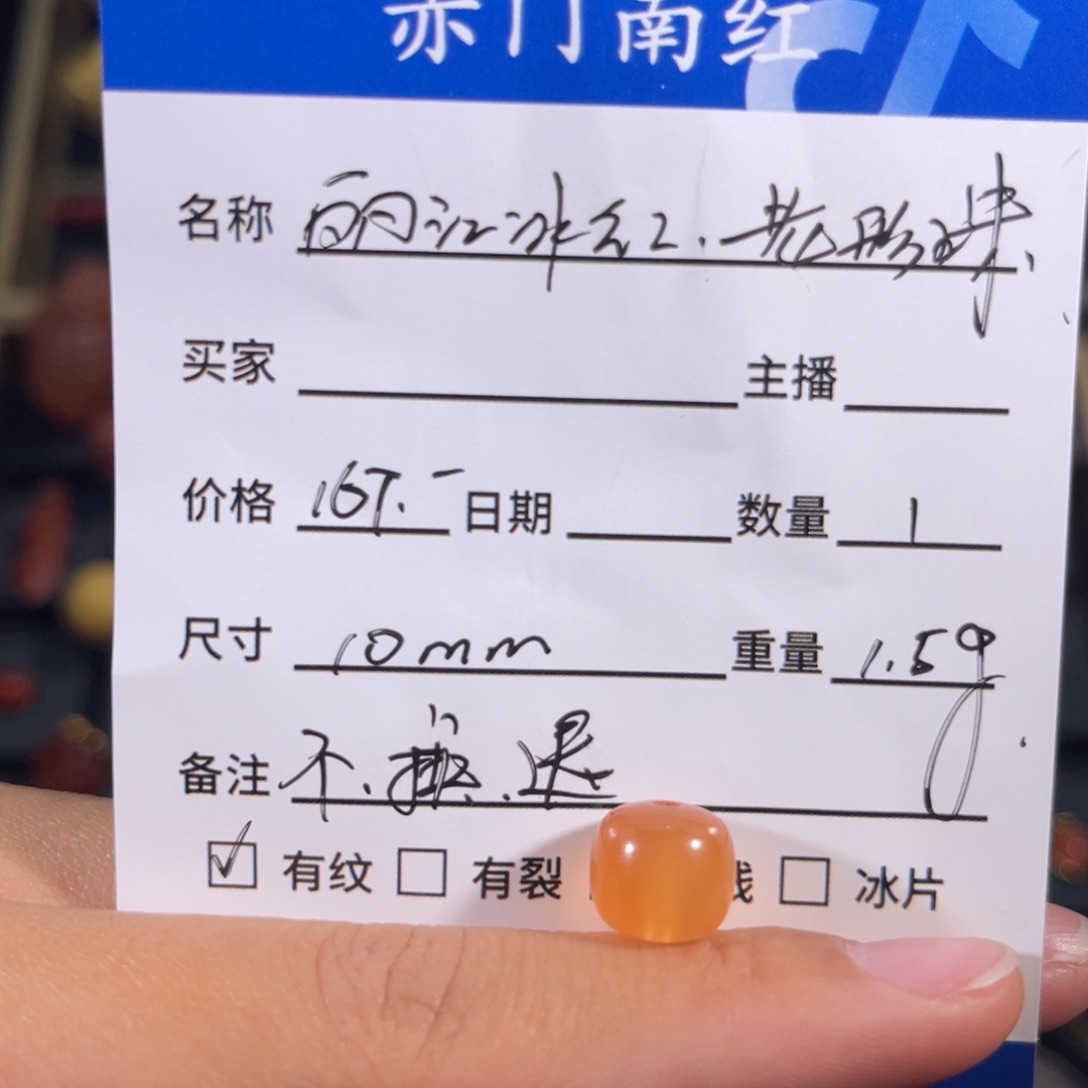 赤门南红
名称 丽江冰红.老形珠.
买家 主播
价格 167.- 日期 数量 1
尺寸 10mm 重量 1.5g
备注 不. .退
有纹 有裂 线 冰片